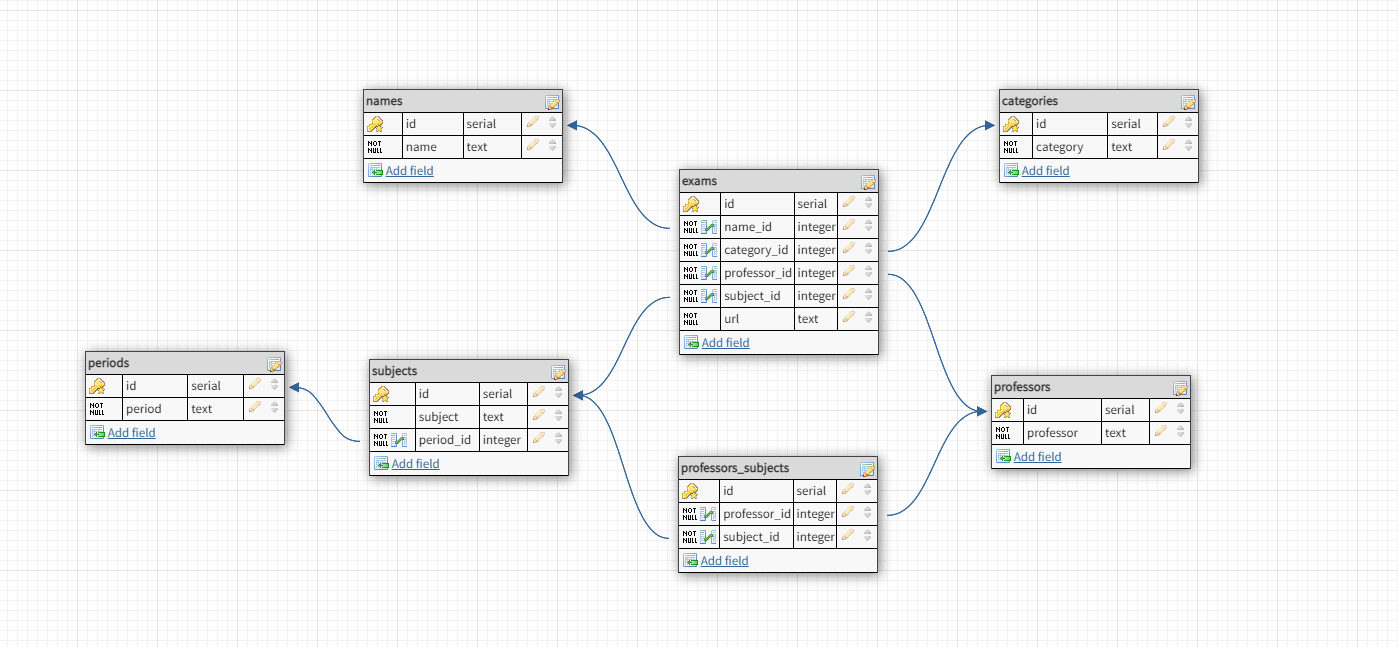 names
id serial
NOT NULL name text
Add field
categories
id serial
NOT NULL category text
Add field
exams
id serial
NOT NULL name_id integer
NOT NULL category_id integer
NOT NULL professor_id integer
NOT NULL subject_id integer
NOT NULL url text
Add field
periods
id serial
NOT NULL period text
Add field
subjects
id serial
NOT NULL subject text
NOT NULL period_id integer
Add field
professors
id serial
NOT NULL professor text
Add field
professors_subjects
id serial
NOT NULL professor_id integer
NOT NULL subject_id integer
Add field